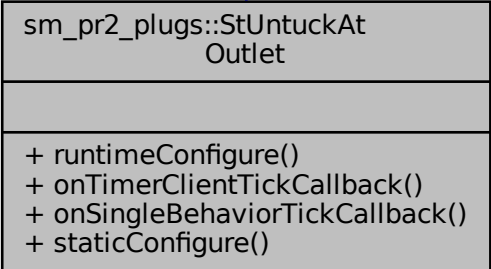 sm_pr2_plugs::StUntuckAt
Outlet
+ runtimeConfigure()
+ onTimerClientTickCallback()
+ onSingleBehaviorTickCallback()
+ staticConfigure()